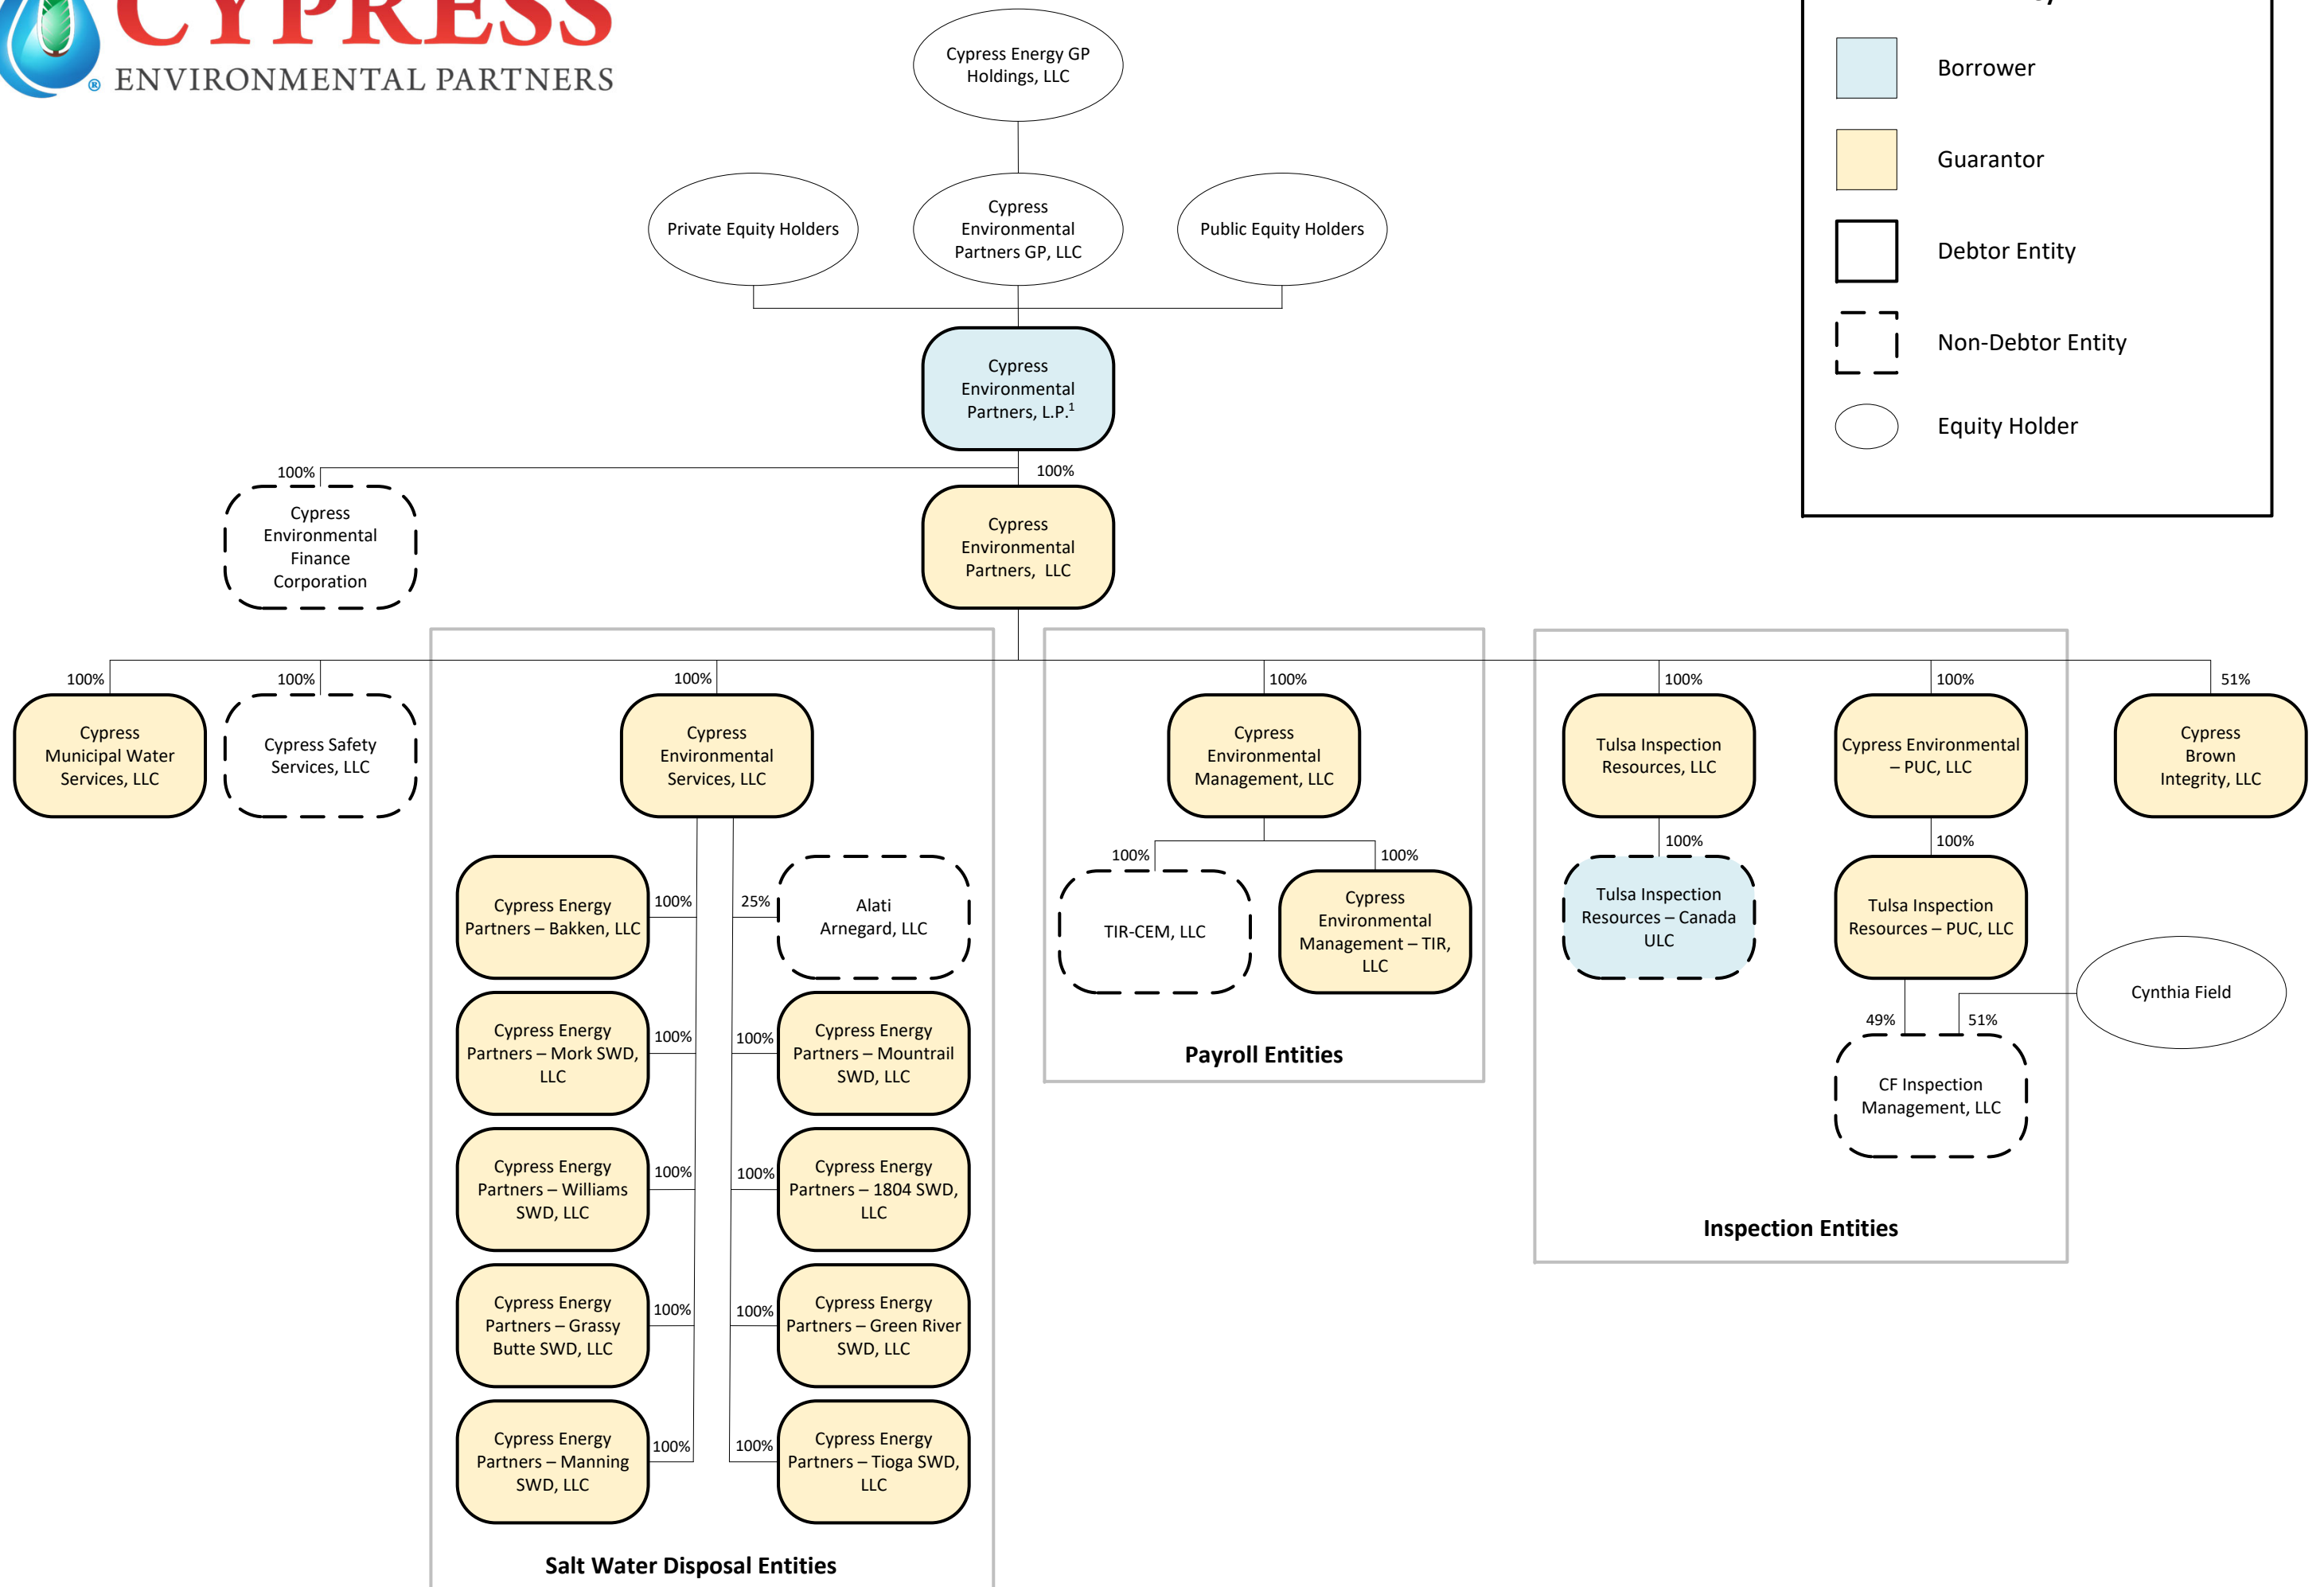 CYPRESS
®
ENVIRONMENTAL PARTNERS
Borrower
Guarantor
Debtor Entity
Non-Debtor Entity
Equity Holder
Cypress Energy GP
Holdings, LLC
Private Equity Holders
Cypress
Environmental
Partners GP, LLC
Public Equity Holders
Cypress
Environmental
Partners, L.P.1
100%
100%
Cypress
Environmental
Finance
Corporation
Cypress
Environmental
Partners, LLC
100%
100%
100%
100%
100%
100%
51%
Cypress
Municipal Water
Services, LLC
Cypress Safety
Services, LLC
Cypress
Environmental
Services, LLC
Cypress
Environmental
Management, LLC
Tulsa Inspection
Resources, LLC
Cypress Environmental
– PUC, LLC
Cypress
Brown
Integrity, LLC
Cypress Energy
Partners – Bakken, LLC
100%
25%
Alati
Arnegard, LLC
Cypress Energy
Partners – Mork SWD,
LLC
100%
100%
Cypress Energy
Partners – Mountrail
SWD, LLC
Cypress Energy
Partners – Williams
SWD, LLC
100%
100%
Cypress Energy
Partners – 1804 SWD,
LLC
Cypress Energy
Partners – Grassy
Butte SWD, LLC
100%
100%
Cypress Energy
Partners – Green River
SWD, LLC
Cypress Energy
Partners – Manning
SWD, LLC
100%
100%
Cypress Energy
Partners – Tioga SWD,
LLC
Salt Water Disposal Entities
100%
100%
TIR-CEM, LLC
Cypress
Environmental
Management – TIR,
LLC
Payroll Entities
100%
100%
Tulsa Inspection
Resources – Canada
ULC
Tulsa Inspection
Resources – PUC, LLC
49%
51%
Cynthia Field
CF Inspection
Management, LLC
Inspection Entities